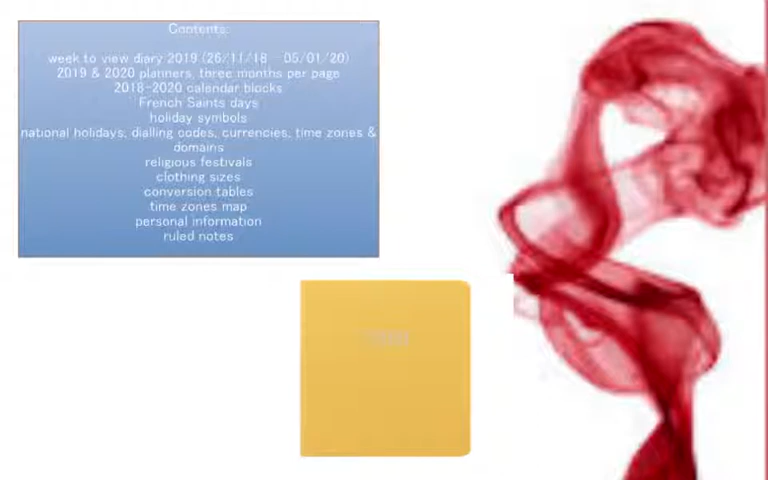 Contents:
week to view diary 2019 (26/11/18 - 05/01/20)
2019 & 2020 planners, three months per page
2018-2020 calendar blocks
French Saints days
holiday symbols
national holidays, dialling codes, currencies, time zones &
domains
religious festivals
clothing sizes
conversion tables
time zones map
personal information
ruled notes